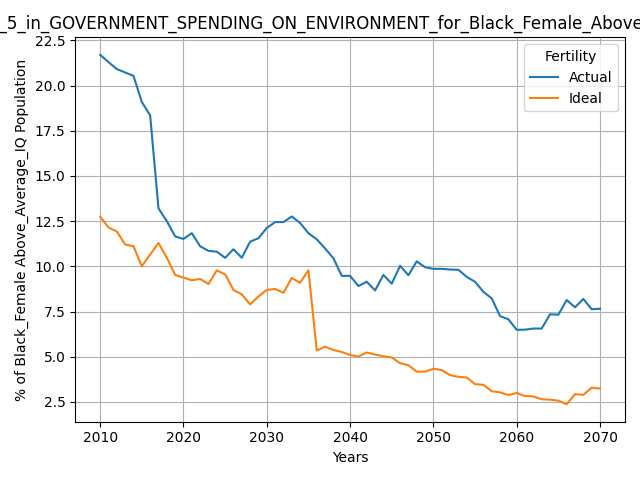 _5_in_GOVERNMENT_SPENDING_ON_ENVIRONMENT_for_Black_Female_Above
22.5
20.0
17.5
15.0
12.5
10.0
7.5
5.0
2.5
% of Black_Female Above_Average_IQ Population
Fertility
Actual
Ideal
2010 2020 2030 2040 2050 2060 2070
Years